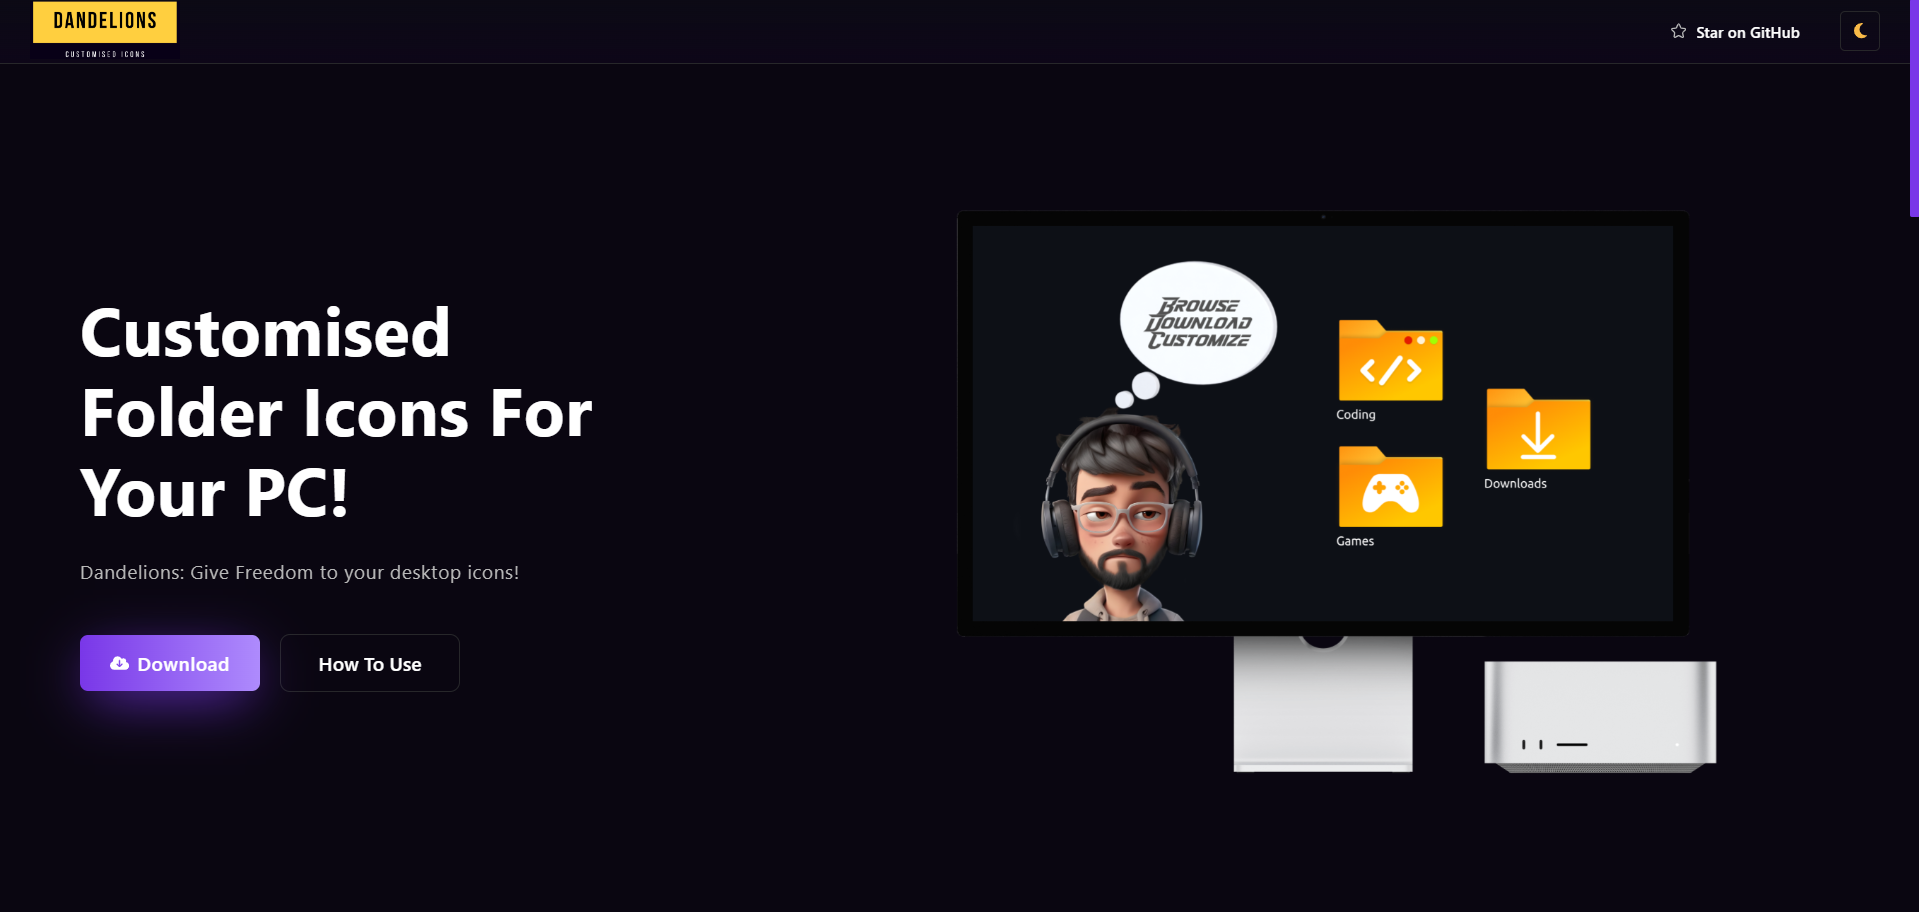 DANDELIONS
CUSTOMISED ICONS
Star on GitHub
Customised
Folder Icons For
Your PC!
Dandelions: Give Freedom to your desktop icons!
Download
How To Use
BROWSE
DOWNLOAD
CUSTOMIZE
Coding
Downloads
Games